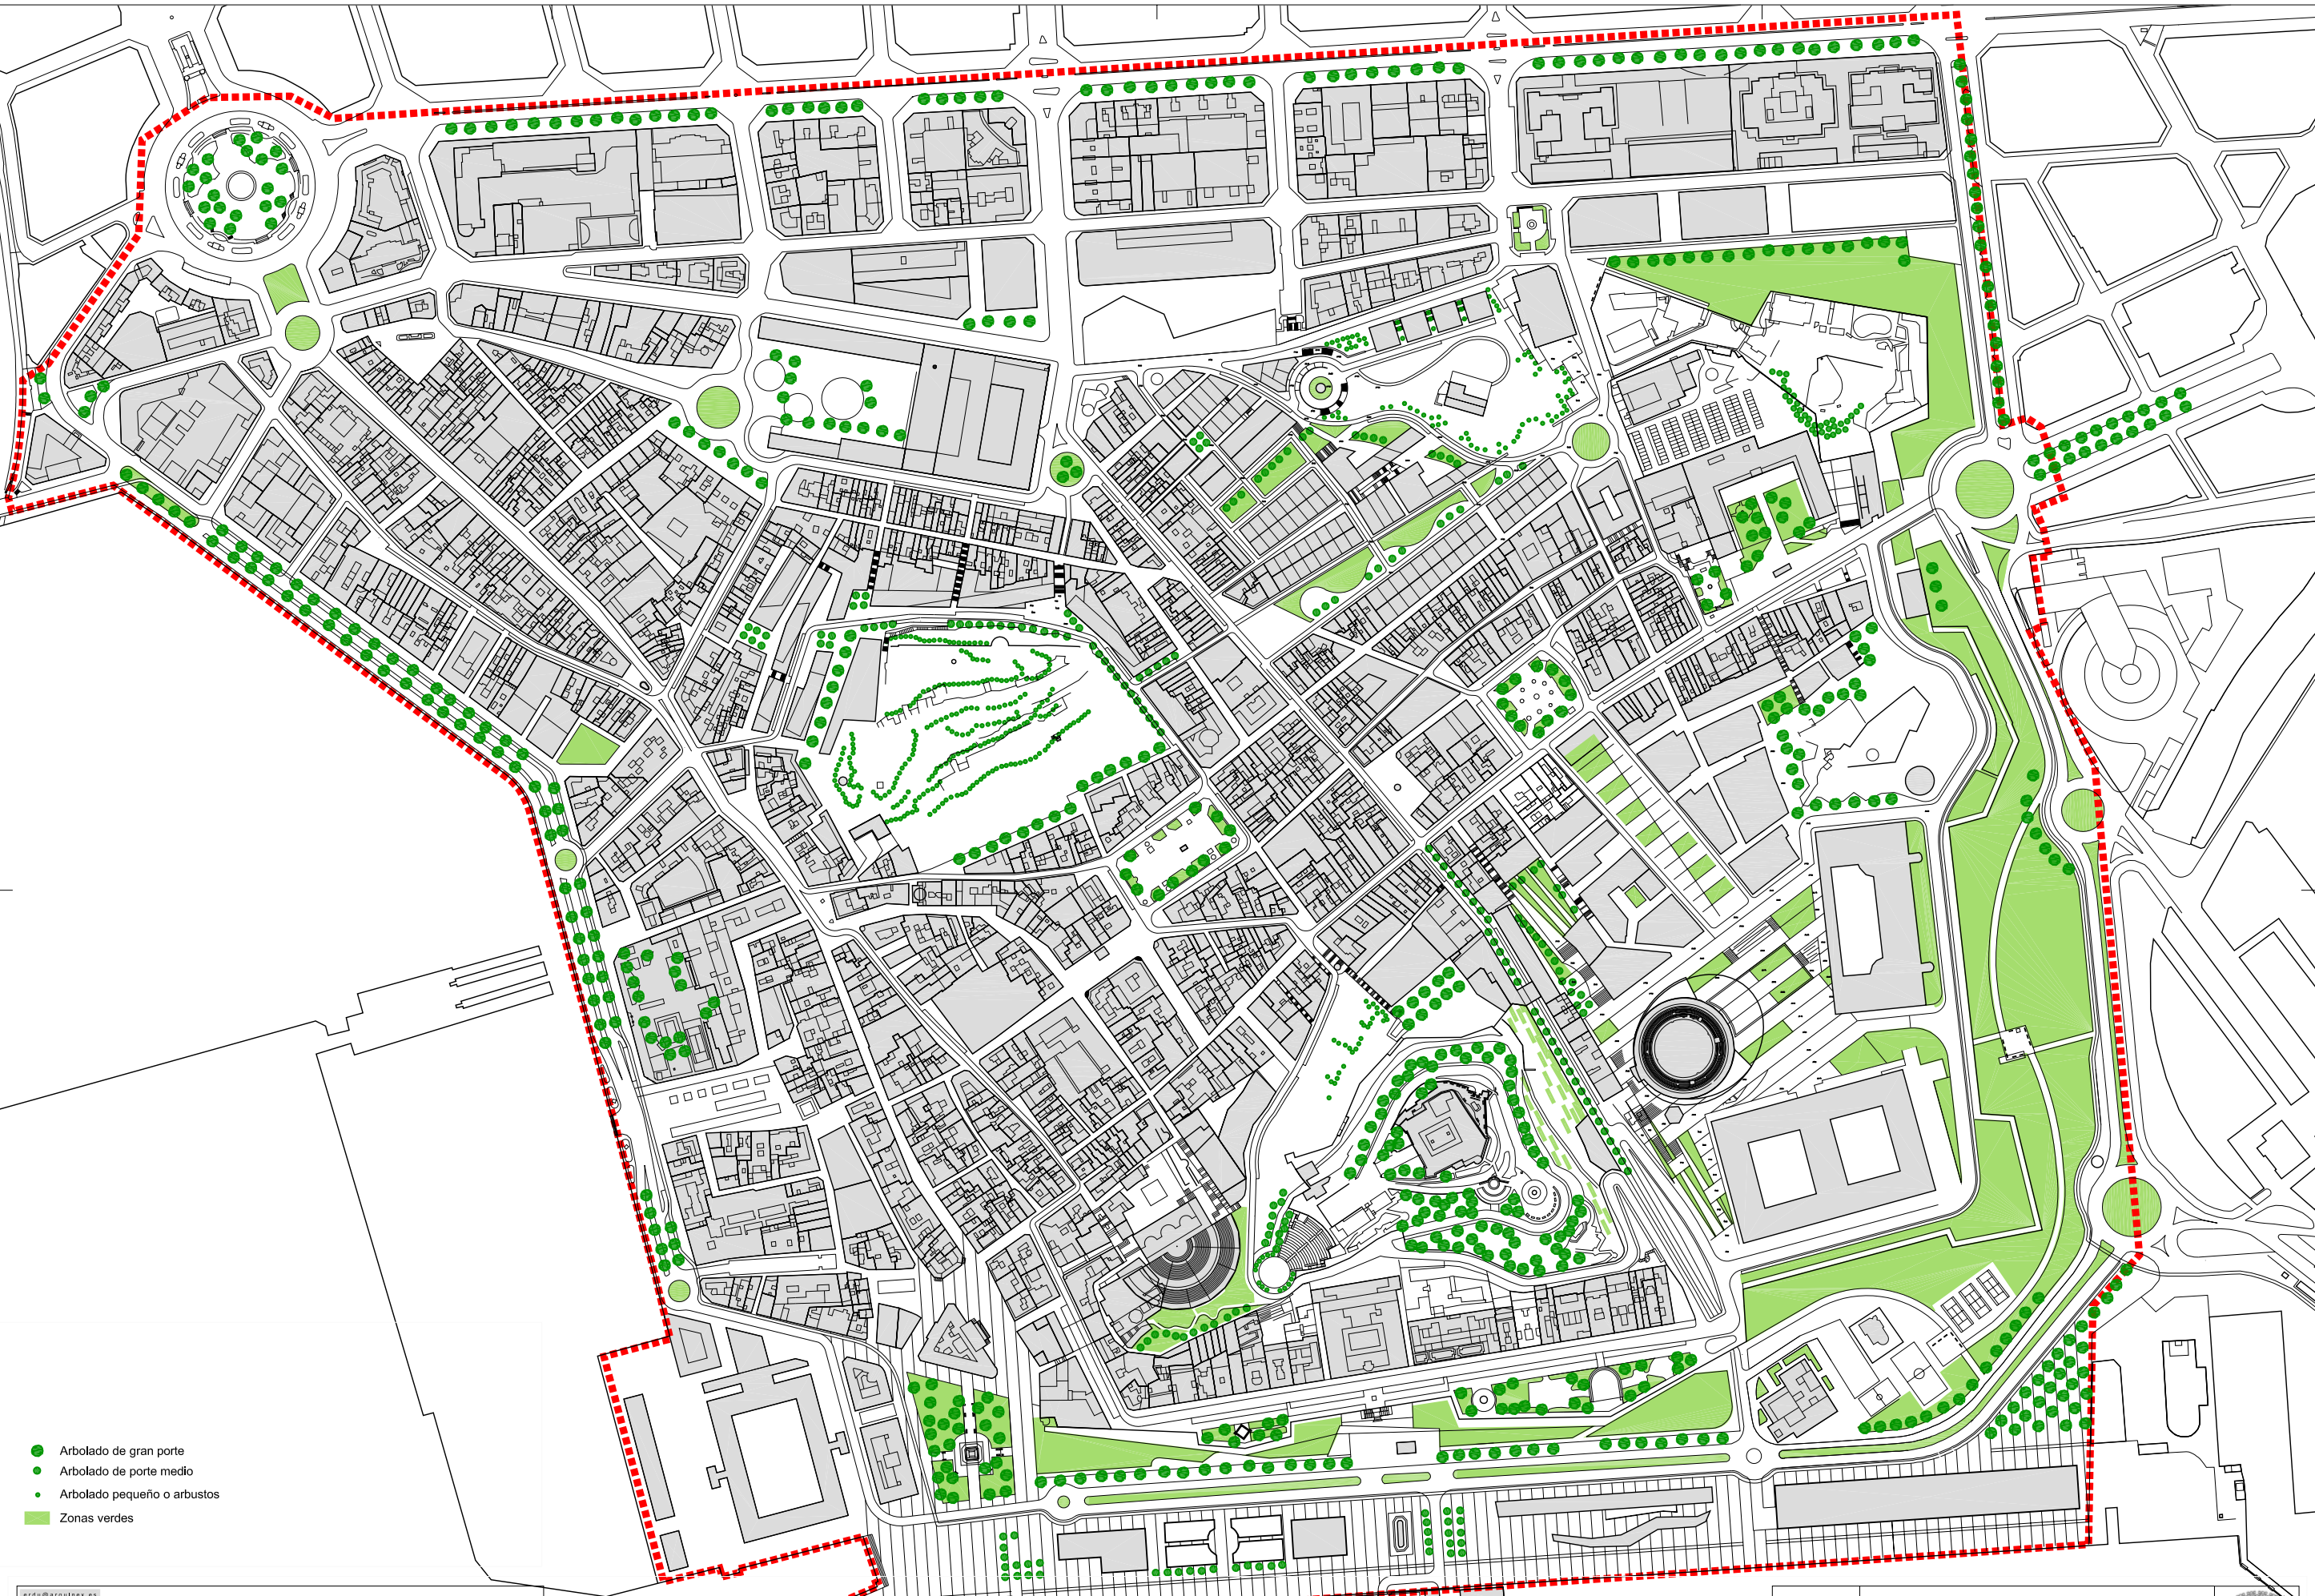 Arbolado de gran porte
Arbolado de porte medio
Arbolado pequeño o arbustos
Zonas verdes